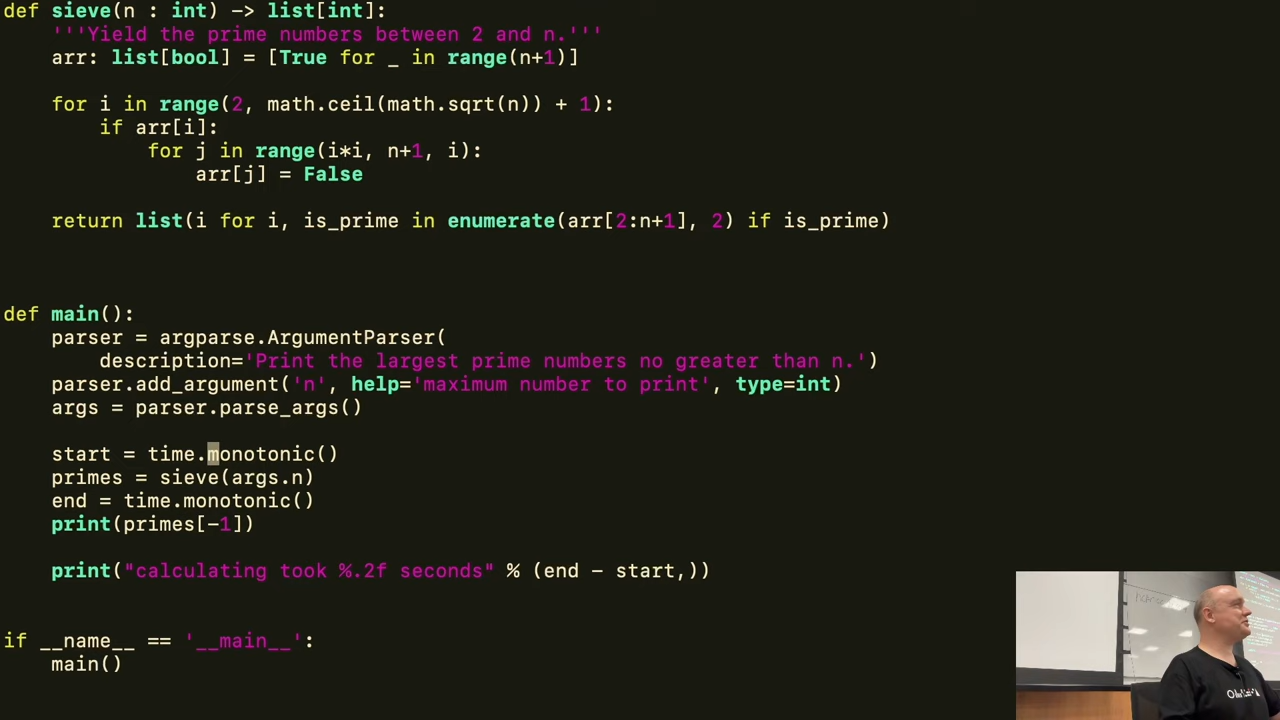 def sieve(n : int) -> list[int]:
'''Yield the prime numbers between 2 and n.'''
arr: list[bool] = [True for _ in range(n+1)]
for i in range(2, math.ceil(math.sqrt(n)) + 1):
if arr[i]:
for j in range(i*i, n+1, i):
arr[j] = False
return list(i for i, is_prime in enumerate(arr[2:n+1], 2) if is_prime)
def main():
parser = argparse.ArgumentParser(
description='Print the largest prime numbers no greater than n.')
parser.add_argument('n', help='maximum number to print', type=int)
args = parser.parse_args()
start = time.monotonic()
primes = sieve(args.n)
end = time.monotonic()
print(primes[-1])
print("calculating took %.2f seconds" % (end - start,))
if __name__ == '__main__':
main()